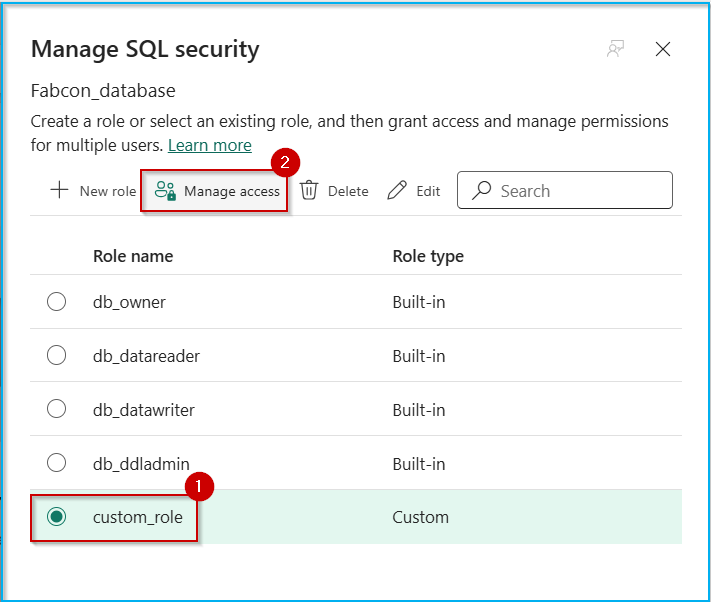 Manage SQL security
Fabcon_database
Create a role or select an existing role, and then grant access and manage permissions
for multiple users. Learn more
2
New role Manage access Delete Edit Search
Role name Role type
db_owner Built-in
db_datareader Built-in
db_datawriter Built-in
db_ddladmin Built-in
1
custom_role Custom